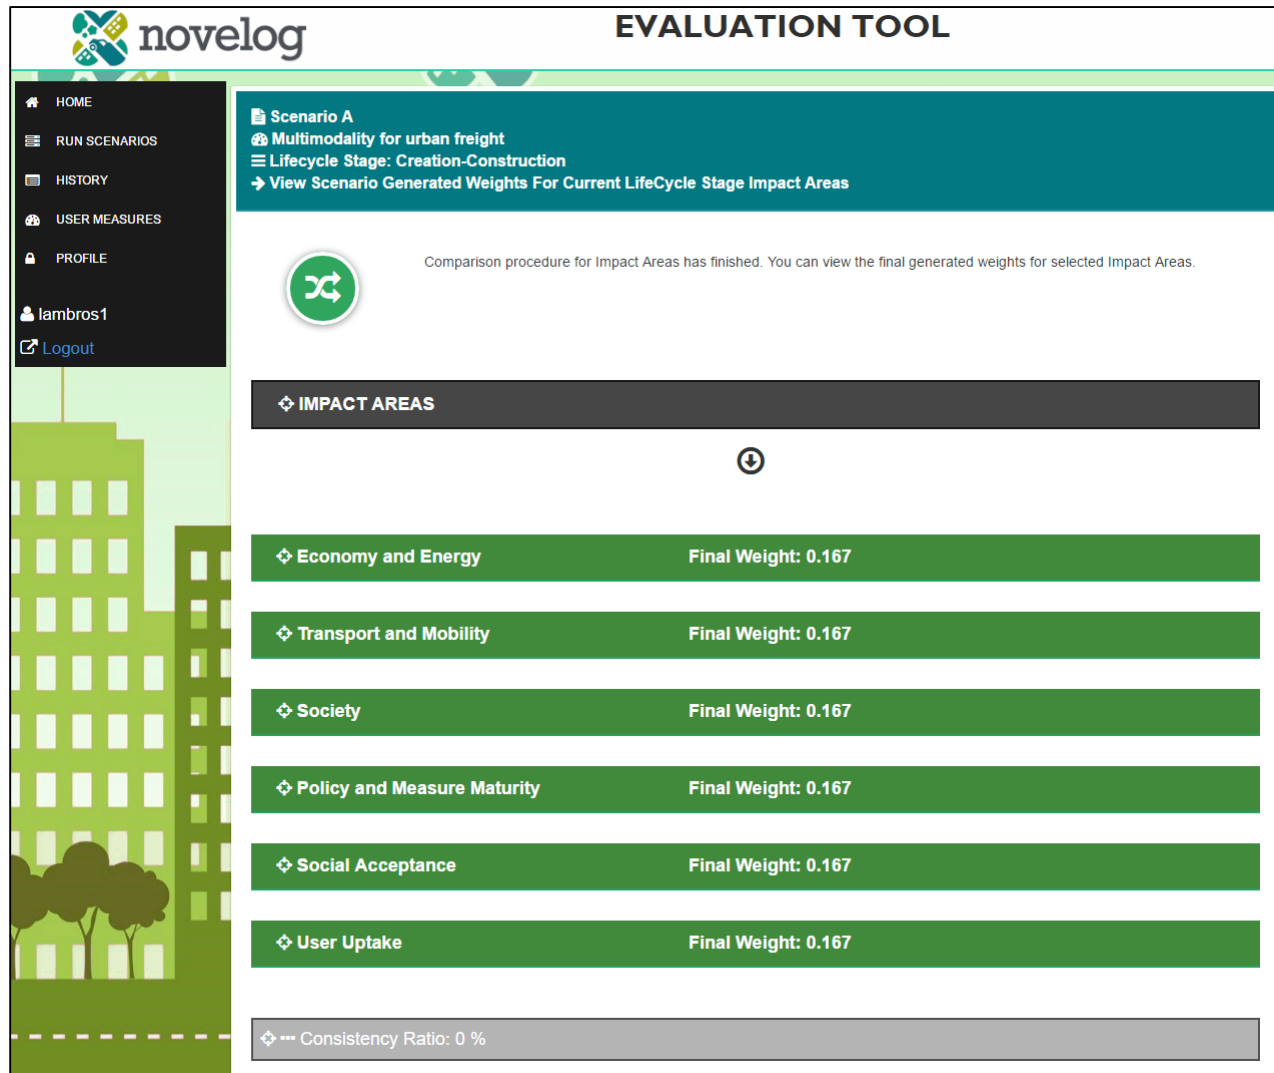 novelog
EVALUATION TOOL
HOME
RUN SCENARIOS
HISTORY
USER MEASURES
PROFILE
lambros1
Logout
Scenario A
Multimodality for urban freight
Lifecycle Stage: Creation-Construction
View Scenario Generated Weights For Current LifeCycle Stage Impact Areas
Comparison procedure for Impact Areas has finished. You can view the final generated weights for selected Impact Areas.
IMPACT AREAS
Economy and Energy Final Weight: 0.167
Transport and Mobility Final Weight: 0.167
Society Final Weight: 0.167
Policy and Measure Maturity Final Weight: 0.167
Social Acceptance Final Weight: 0.167
User Uptake Final Weight: 0.167
Consistency Ratio: 0 %